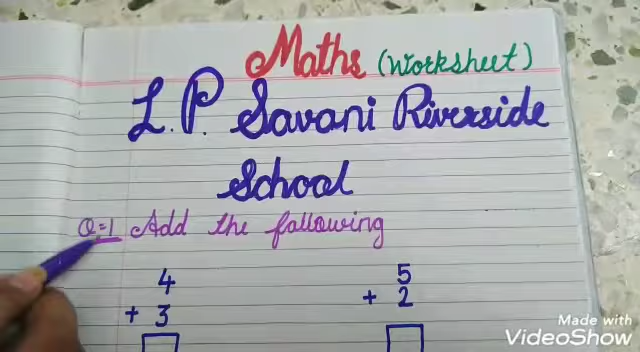 Maths (Worksheet)
L.P. Savani Riverside
School
Q=1 Add the following
4
+ 3
5
+ 2
Made with
VideoShow